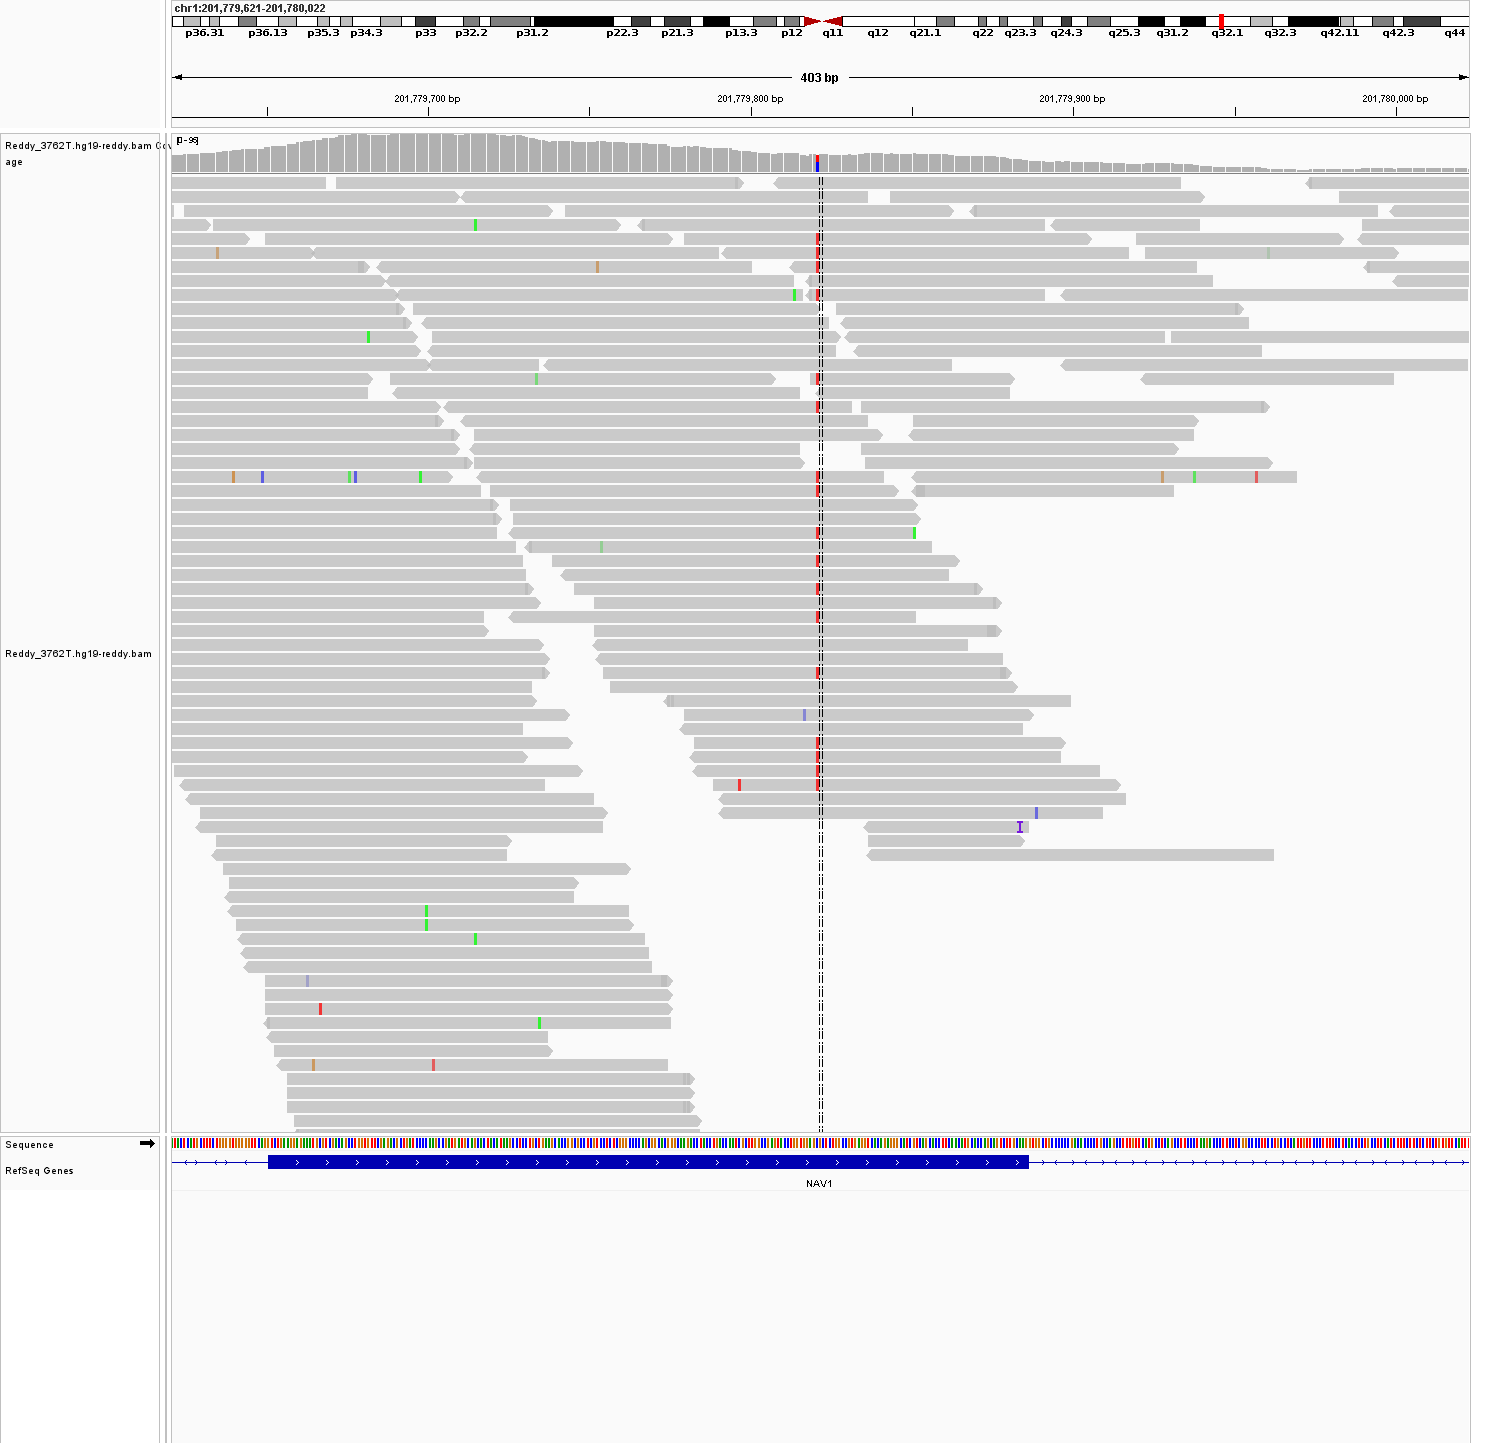 chr1:201,779,621-201,780,022
p36.31 p36.13 p35.3 p34.3 p33 p32.2 p31.2 p22.3 p21.3 p13.3 p12 q11 q12 q21.1 q22 q23.3 q24.3 q25.3 q31.2 q32.1 q32.3 q42.11 q42.3 q44
403 bp
201,779,700 bp 201,779,800 bp 201,779,900 bp 201,780,000 bp
[0-95]
Reddy_3762T.hg19-reddy.bam Cov
age
Reddy_3762T.hg19-reddy.bam
I
Sequence
RefSeq Genes
NAV1